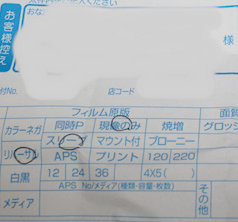 お客様控え
おな
様
付No.
店コード
フィルム原版
面質
カラーネガ 同時P 現像のみ 焼増 グロッシ
スリーブ マウント付 ブローニー
リバーサル APS プリント 120 220
白黒 12 24 36 4X5( )
APS No/メディア(種類・容量・枚数)
メディア
その他